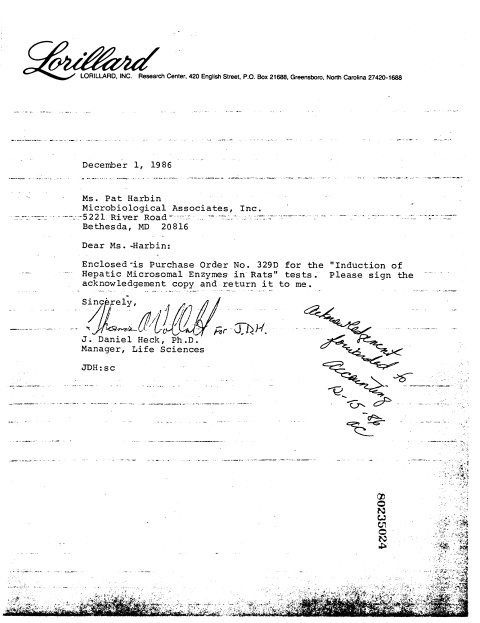 Lorillard
LORILLARD, INC. Research Center, 420 English Street, P.O. Box 21688, Greensboro, North Carolina 27420-1688
December 1, 1986
Ms. Pat Harbin
Microbiological Associates, Inc.
5221 River Road
Bethesda, MD 20816
Dear Ms. Harbin:
Enclosed is Purchase Order No. 329D for the "Induction of
Hepatic Microsomal Enzymes in Rats" tests. Please sign the
acknowledgement copy and return it to me.
Sincerely,
For J.D.H.
J. Daniel Heck, Ph.D.
Manager, Life Sciences
JDH:sc
Acknowledgement
forwarded to
Accounting
12-15-86
80235024